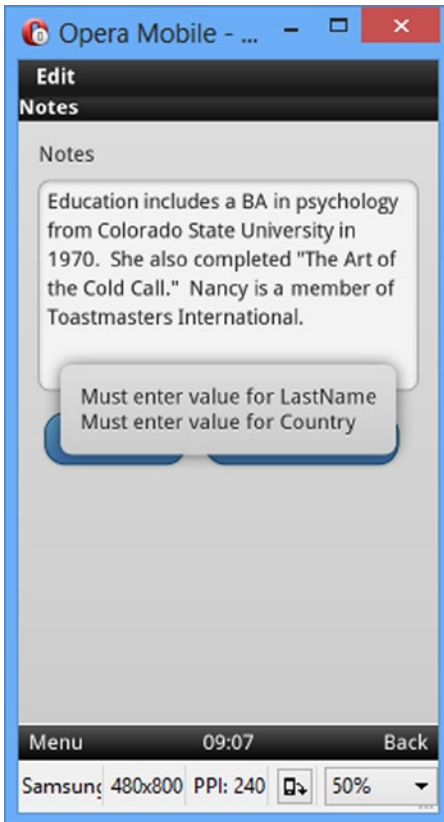 Opera Mobile - ...
Edit
Notes
Notes
Education includes a BA in psychology
from Colorado State University in
1970.  She also completed "The Art of
the Cold Call."  Nancy is a member of
Toastmasters International.
Must enter value for LastName
Must enter value for Country
Menu 09:07 Back
Samsung 480x800 PPI: 240 50%